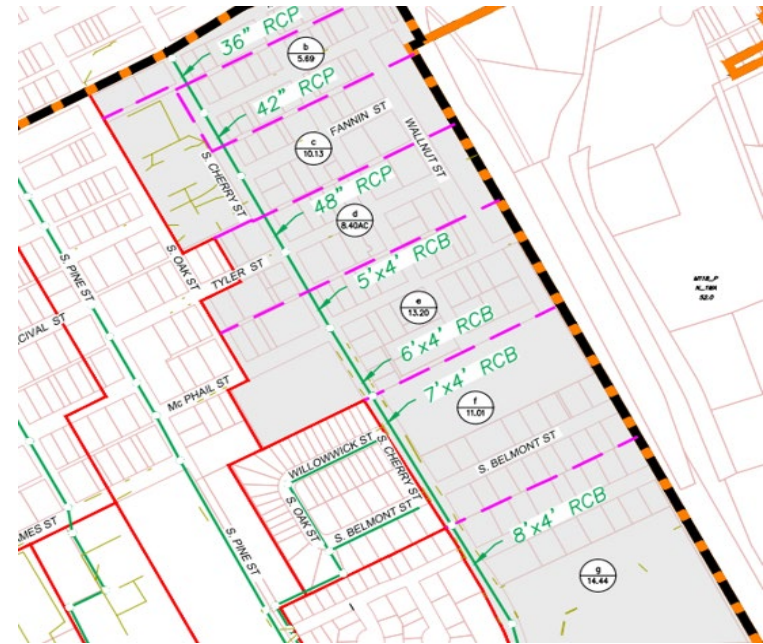 36" RCP
b
5.69
42" RCP
FANNIN ST
WALLNUT ST
c
10.13
S. CHERRY ST
48" RCP
d
8.40AC
S. OAK ST
TYLER ST
S. PINE ST
5'x4' RCB
e
13.20
CIVAL ST
6'x4' RCB
Mc PHAIL ST
7'x4' RCB
f
11.01
WILLOWWICK ST
S. CHERRY ST
S. BELMONT ST
S. OAK ST
S. BELMONT ST
8'x4' RCB
AMES ST
S. PINE ST
g
14.44
52.0